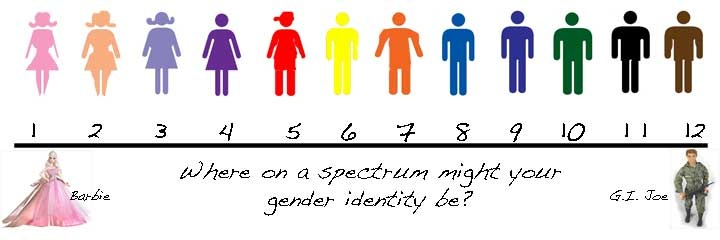 1 2 3 4 5 6 7 8 9 10 11 12
Where on a spectrum might your
gender identity be?
Barbie
G.I. Joe